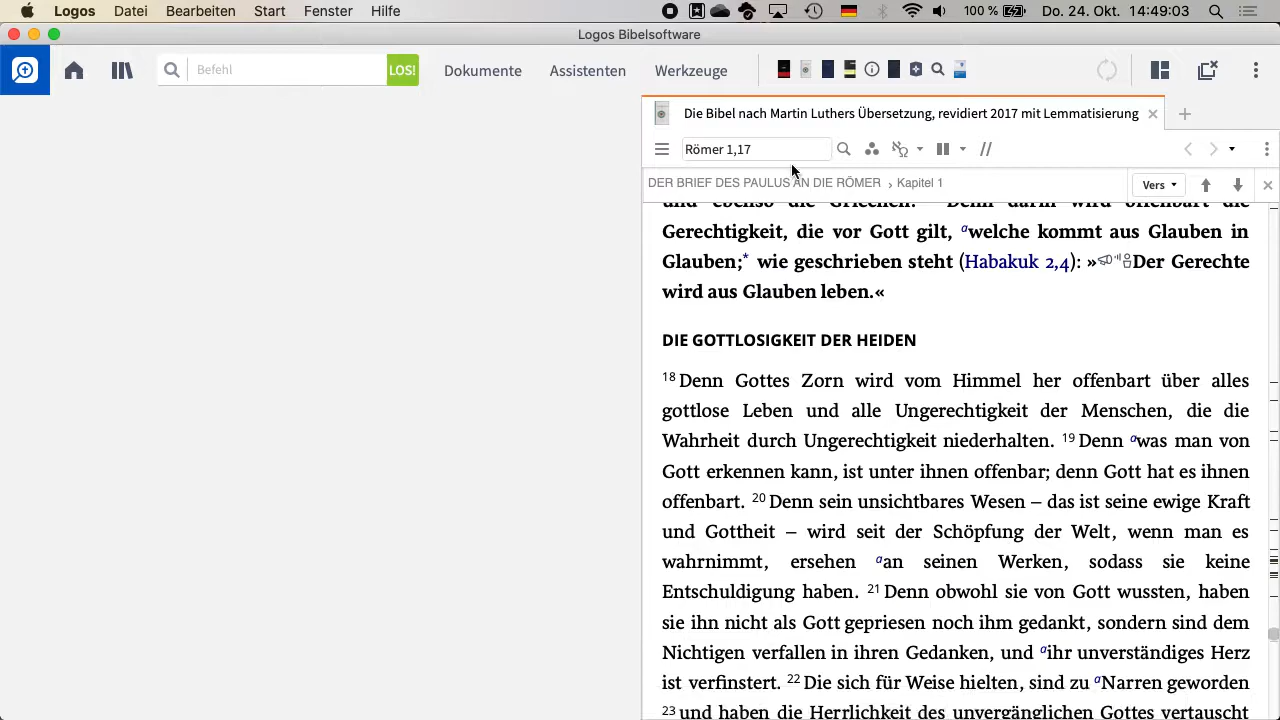 Logos Datei Bearbeiten Start Fenster Hilfe 100 % Do. 24. Okt. 14:49:03
Logos Bibelsoftware
Befehl LOS! Dokumente Assistenten Werkzeuge
Die Bibel nach Martin Luthers Übersetzung, revidiert 2017 mit Lemmatisierung
Römer 1,17
DER BRIEF DES PAULUS AN DIE RÖMER › Kapitel 1 Vers
und ebenso die Griechen. Denn darin wird offenbart die
Gerechtigkeit, die vor Gott gilt, a welche kommt aus Glauben in
Glauben;* wie geschrieben steht (Habakuk 2,4): »Der Gerechte
wird aus Glauben leben.«
DIE GOTTLOSIGKEIT DER HEIDEN
18 Denn Gottes Zorn wird vom Himmel her offenbart über alles
gottlose Leben und alle Ungerechtigkeit der Menschen, die die
Wahrheit durch Ungerechtigkeit niederhalten. 19 Denn a was man von
Gott erkennen kann, ist unter ihnen offenbar; denn Gott hat es ihnen
offenbart. 20 Denn sein unsichtbares Wesen – das ist seine ewige Kraft
und Gottheit – wird seit der Schöpfung der Welt, wenn man es
wahrnimmt, ersehen a an seinen Werken, sodass sie keine
Entschuldigung haben. 21 Denn obwohl sie von Gott wussten, haben
sie ihn nicht als Gott gepriesen noch ihm gedankt, sondern sind dem
Nichtigen verfallen in ihren Gedanken, und a ihr unverständiges Herz
ist verfinstert. 22 Die sich für Weise hielten, sind zu a Narren geworden
23 und haben die Herrlichkeit des unvergänglichen Gottes vertauscht